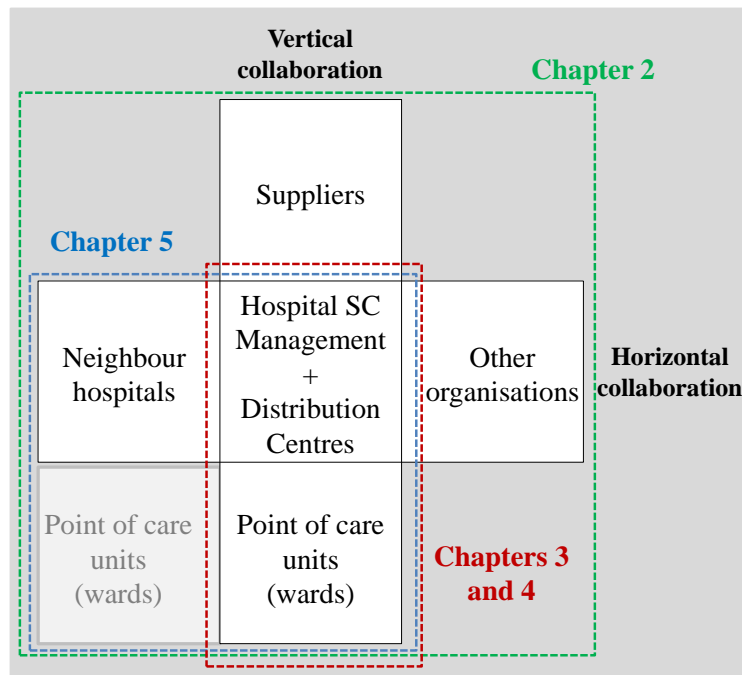 Vertical
collaboration
Chapter 2
Suppliers
Chapter 5
Neighbour
hospitals
Hospital SC
Management
+
Distribution
Centres
Other
organisations
Horizontal
collaboration
Point of care
units
(wards)
Point of care
units
(wards)
Chapters 3
and 4